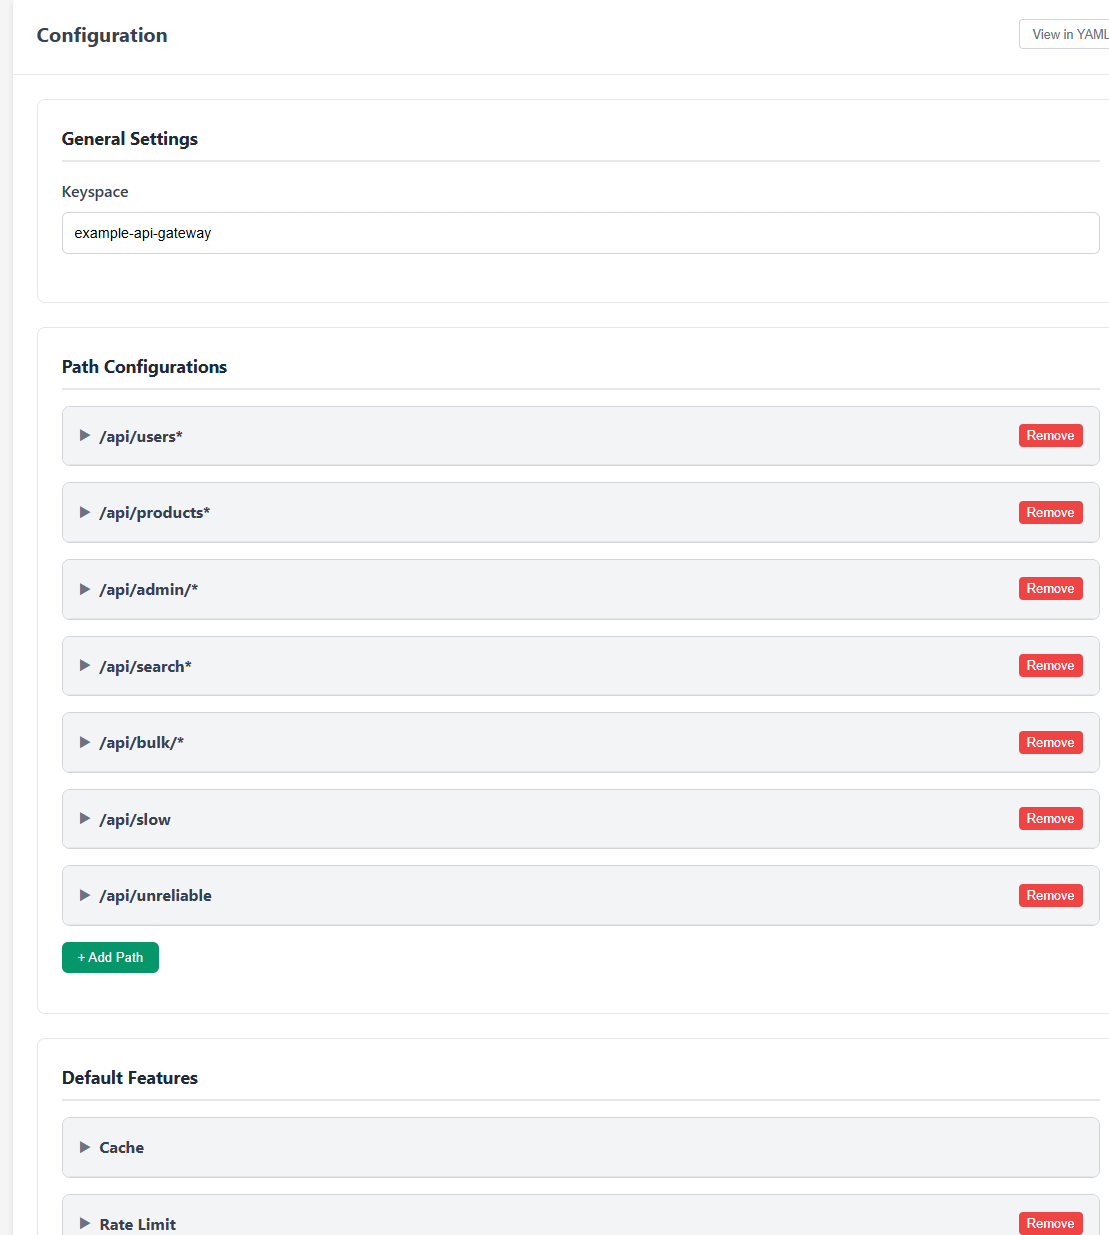 Configuration
View in YAML
General Settings
Keyspace
example-api-gateway
Path Configurations
/api/users*
Remove
/api/products*
Remove
/api/admin/*
Remove
/api/search*
Remove
/api/bulk/*
Remove
/api/slow
Remove
/api/unreliable
Remove
+ Add Path
Default Features
Cache
Rate Limit
Remove